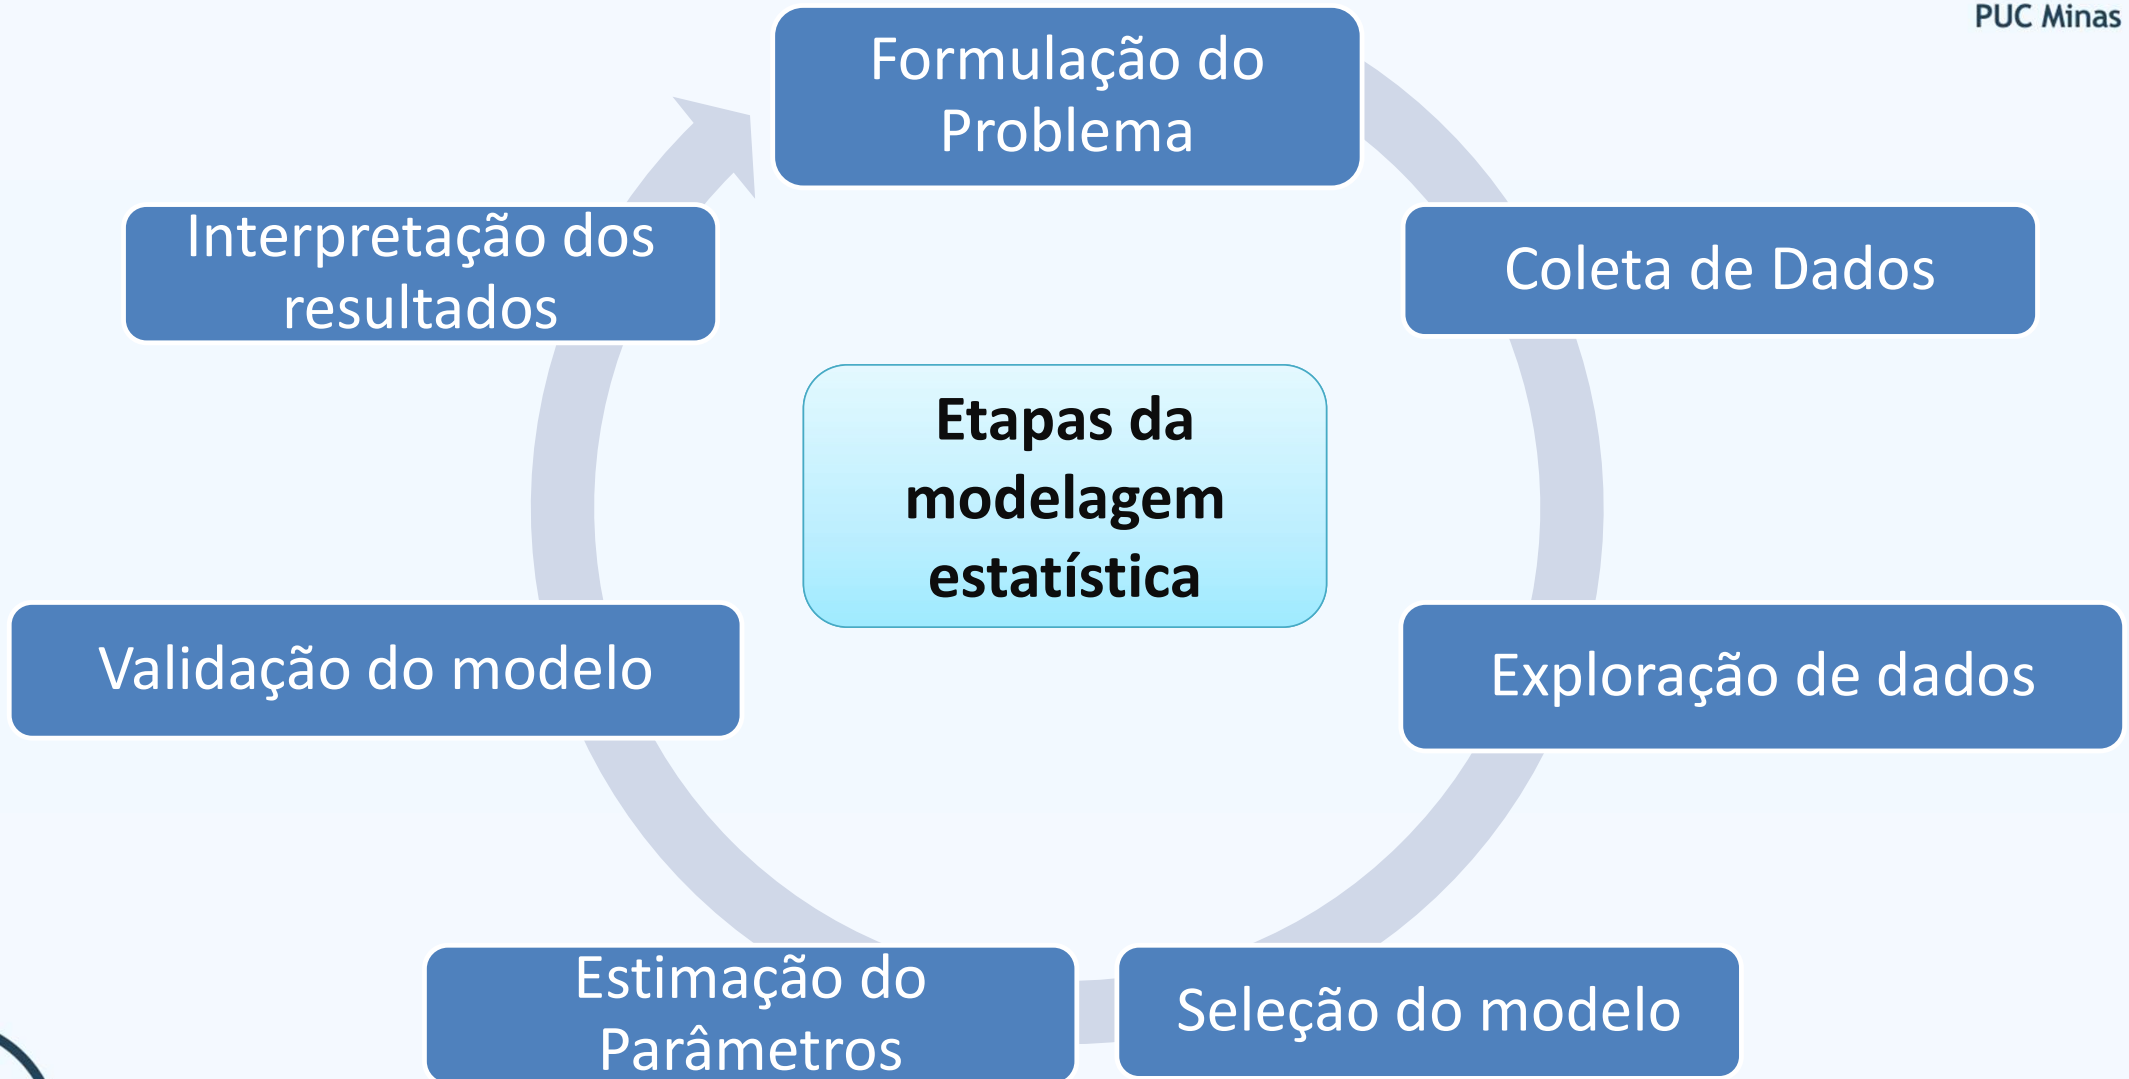 PUC Minas
Formulação do
Problema
Coleta de Dados
Exploração de dados
Seleção do modelo
Estimação do
Parâmetros
Validação do modelo
Interpretação dos
resultados
Etapas da
modelagem
estatística